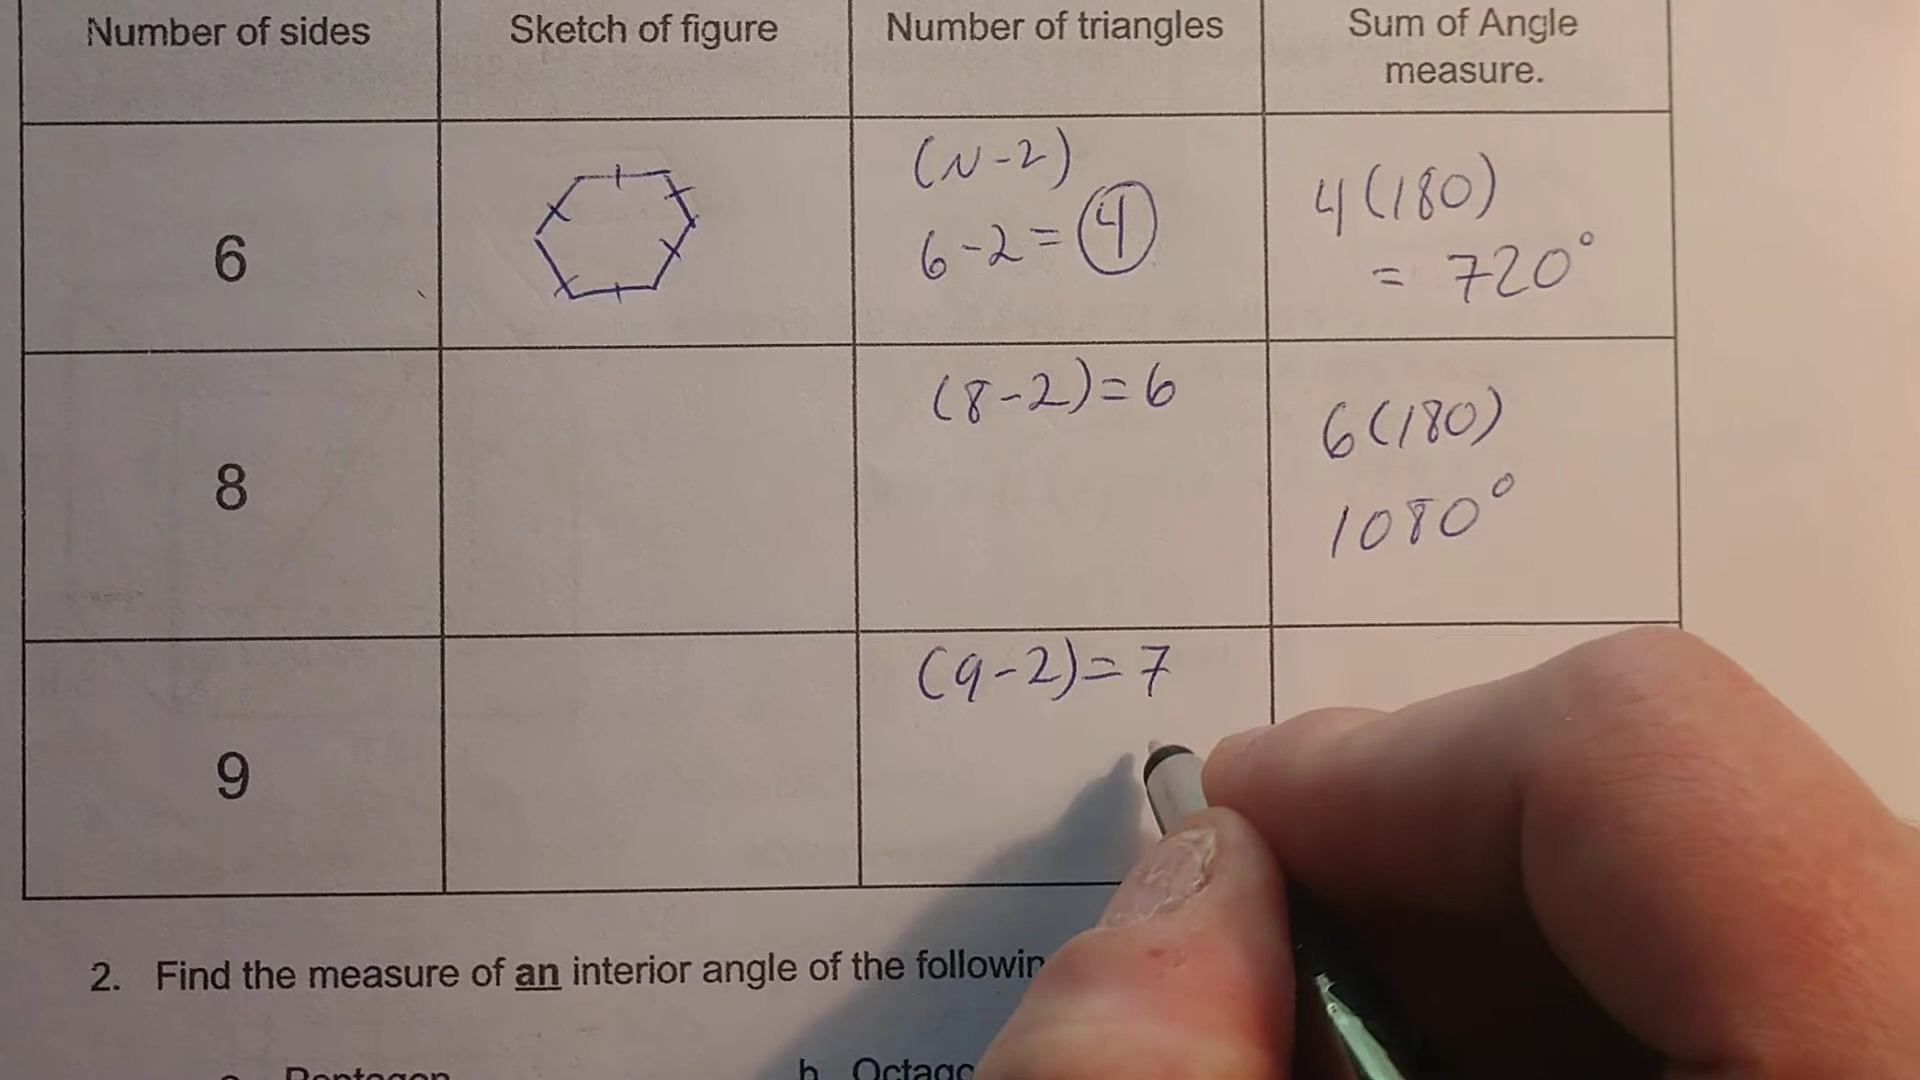 Number of sides
Sketch of figure
Number of triangles
Sum of Angle
measure.
6
(N-2)
6-2=4
4(180)
= 720°
8
(8-2)=6
6(180)
1080°
9
(9-2)=7
2. Find the measure of an interior angle of the
Pentagon